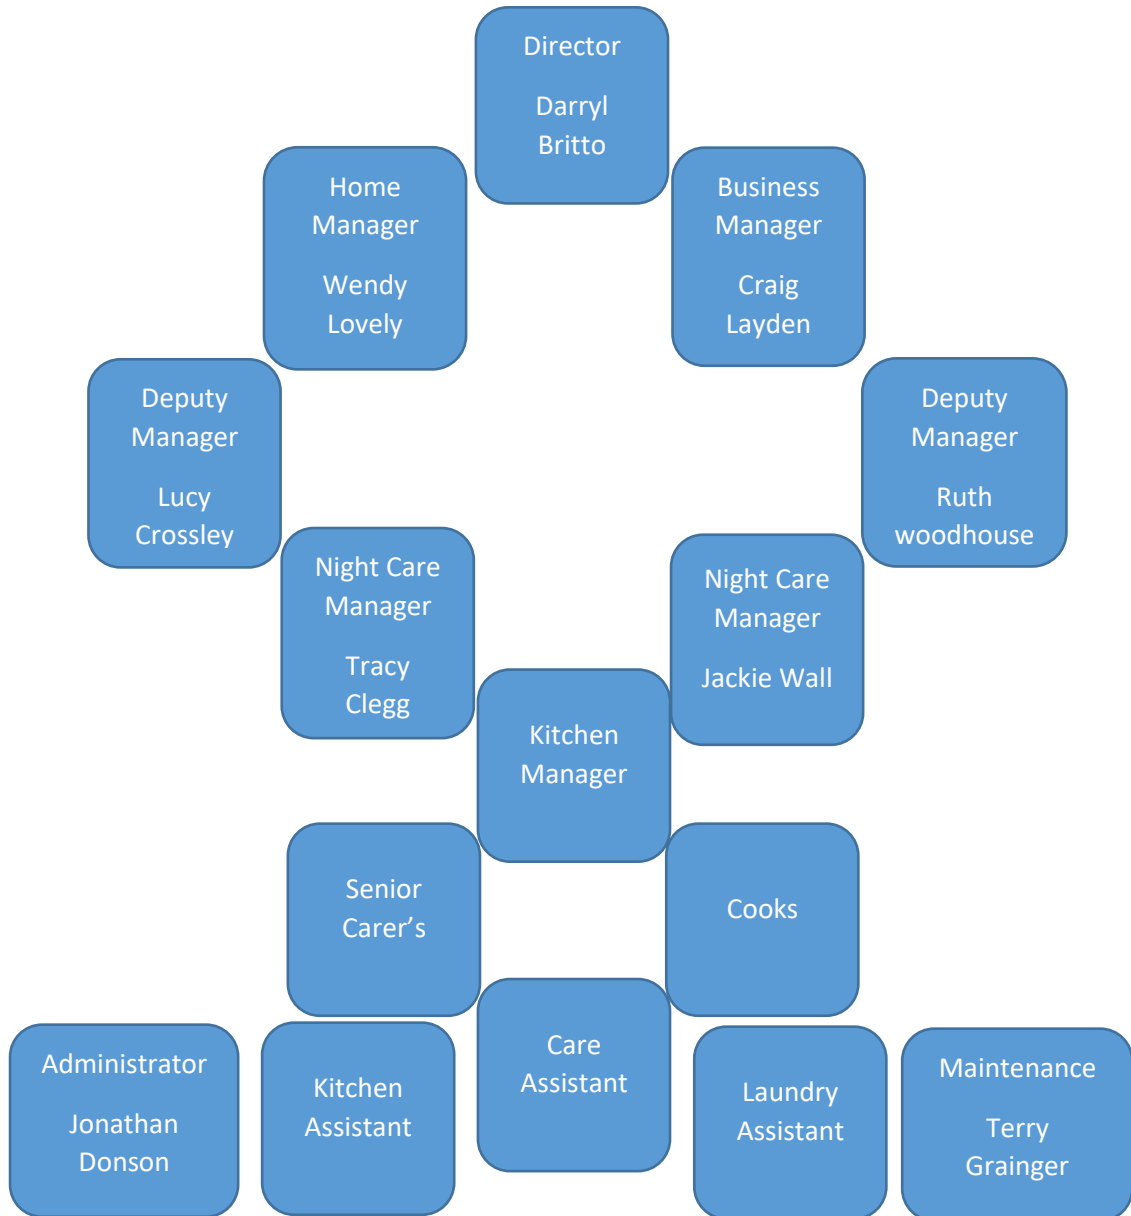 Director
Darryl
Britto
Home
Manager
Wendy
Lovely
Business
Manager
Craig
Layden
Deputy
Manager
Lucy
Crossley
Deputy
Manager
Ruth
woodhouse
Night Care
Manager
Tracy
Clegg
Night Care
Manager
Jackie Wall
Kitchen
Manager
Senior
Carer’s
Cooks
Administrator
Jonathan
Donson
Kitchen
Assistant
Care
Assistant
Laundry
Assistant
Maintenance
Terry
Grainger